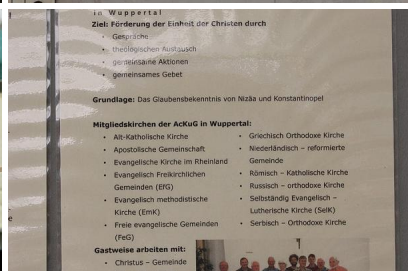 in Wuppertal
Ziel: Förderung der Einheit der Christen durch
• Gespräche
• theologischen Austausch
• gemeinsame Aktionen
• gemeinsames Gebet
Grundlage: Das Glaubensbekenntnis von Nizäa und Konstantinopel
Mitgliedskirchen der AcKuG in Wuppertal:
• Alt-Katholische Kirche
• Apostolische Gemeinschaft
• Evangelische Kirche im Rheinland
• Evangelisch Freikirchlichen
Gemeinden (EfG)
• Evangelisch methodistische
Kirche (EmK)
• Freie evangelische Gemeinden
(FeG)
• Griechisch Orthodoxe Kirche
• Niederländisch – reformierte
Gemeinde
• Römisch – Katholische Kirche
• Russisch – orthodoxe Kirche
• Selbständig Evangelisch –
Lutherische Kirche (SelK)
• Serbisch – Orthodoxe Kirche
Gastweise arbeiten mit:
• Christus – Gemeinde